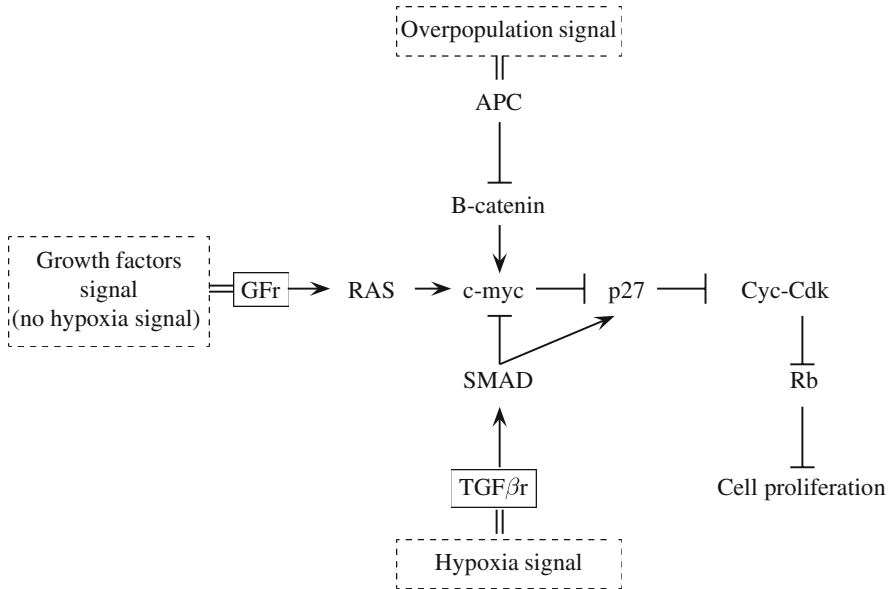 Overpopulation signal
APC
B-catenin
Growth factors
signal
(no hypoxia signal)
GFr
RAS
c-myc
p27
Cyc-Cdk
SMAD
Rb
TGFβr
Cell proliferation
Hypoxia signal